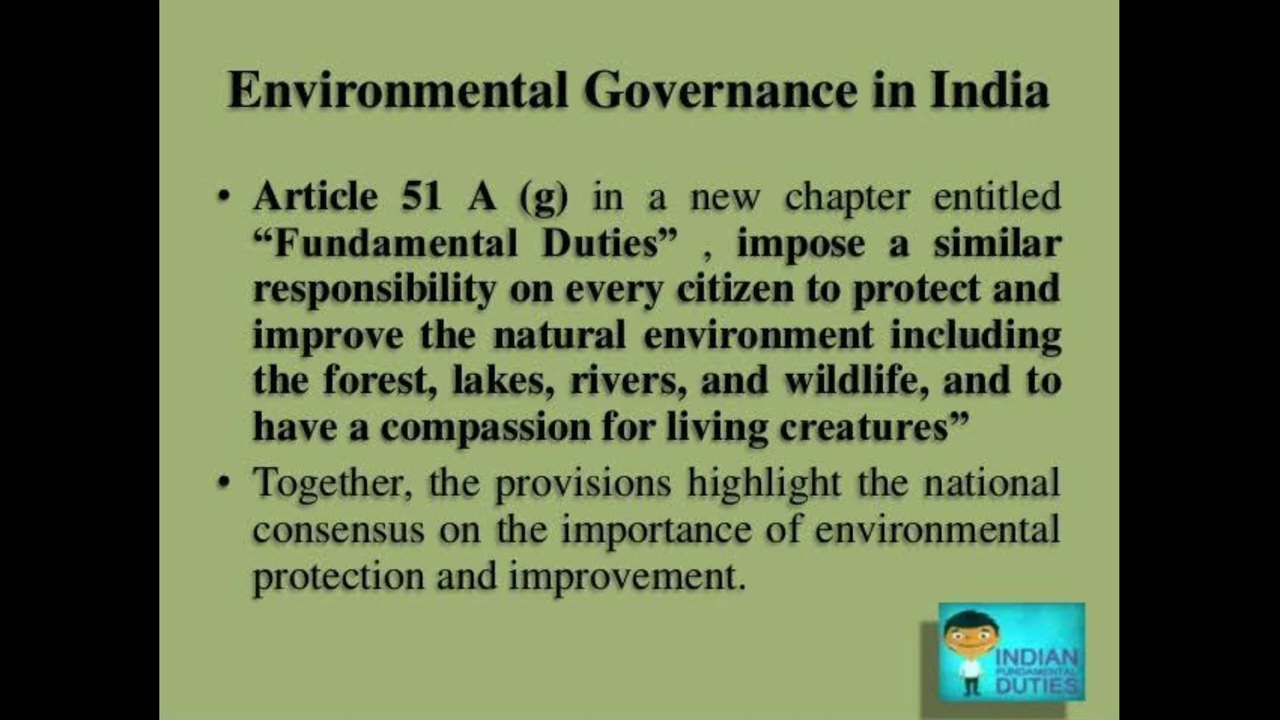 Environmental Governance in India
• Article 51 A (g) in a new chapter entitled
“Fundamental Duties” , impose a similar
responsibility on every citizen to protect and
improve the natural environment including
the forest, lakes, rivers, and wildlife, and to
have a compassion for living creatures”
• Together, the provisions highlight the national
consensus on the importance of environmental
protection and improvement.
INDIAN
FUNDAMENTAL
DUTIES